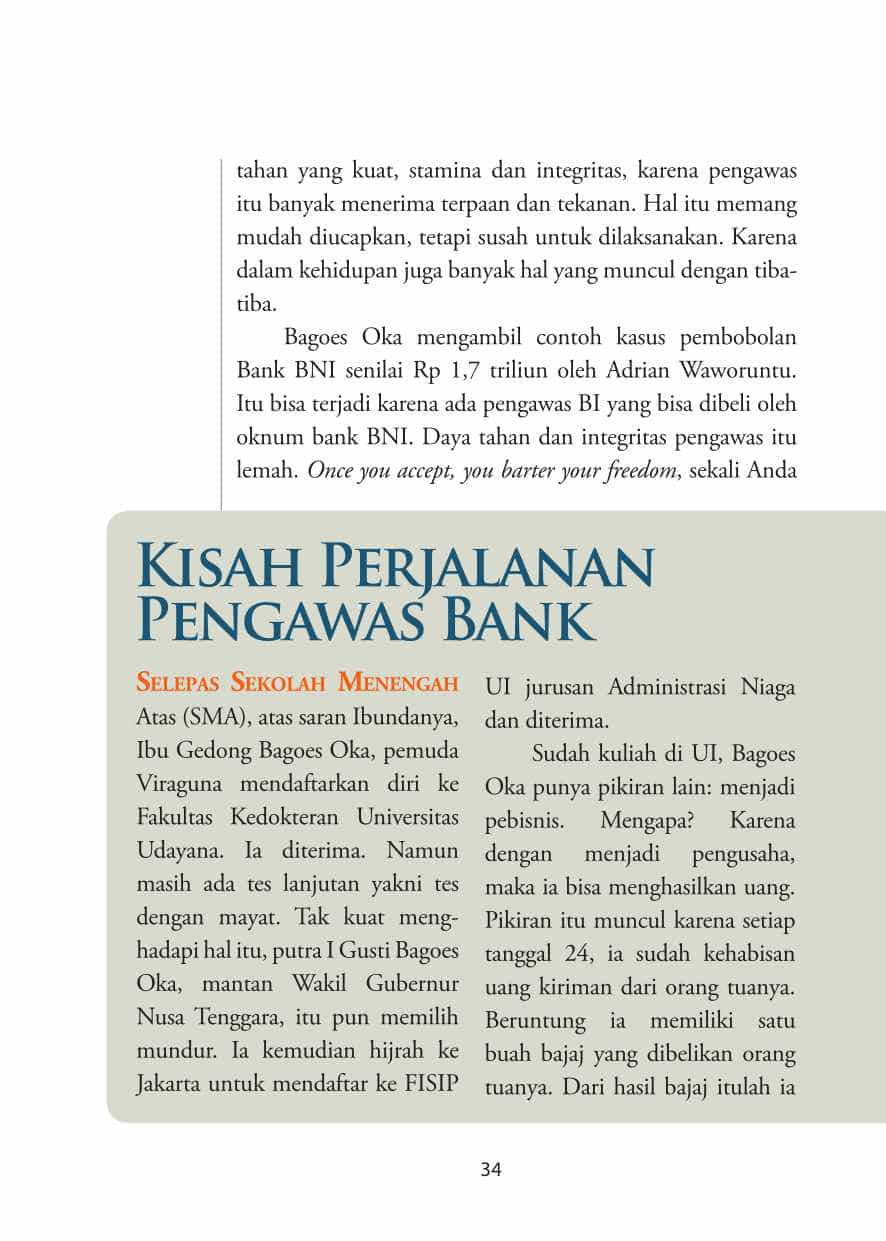 tahan yang kuat, stamina dan integritas, karena pengawas
itu banyak menerima terpaan dan tekanan. Hal itu memang
mudah diucapkan, tetapi susah untuk dilaksanakan. Karena
dalam kehidupan juga banyak hal yang muncul dengan tiba-
tiba.
Bagoes Oka mengambil contoh kasus pembobolan
Bank BNI senilai Rp 1,7 triliun oleh Adrian Waworuntu.
Itu bisa terjadi karena ada pengawas BI yang bisa dibeli oleh
oknum bank BNI. Daya tahan dan integritas pengawas itu
lemah. Once you accept, you barter your freedom, sekali Anda
Kisah Perjalanan
Pengawas Bank
Selepas Sekolah Menengah
Atas (SMA), atas saran Ibundanya,
Ibu Gedong Bagoes Oka, pemuda
Viraguna mendaftarkan diri ke
Fakultas Kedokteran Universitas
Udayana. Ia diterima. Namun
masih ada tes lanjutan yakni tes
dengan mayat. Tak kuat meng-
hadapi hal itu, putra I Gusti Bagoes
Oka, mantan Wakil Gubernur
Nusa Tenggara, itu pun memilih
mundur. Ia kemudian hijrah ke
Jakarta untuk mendaftar ke FISIP
UI jurusan Administrasi Niaga
dan diterima.
Sudah kuliah di UI, Bagoes
Oka punya pikiran lain: menjadi
pebisnis. Mengapa? Karena
dengan menjadi pengusaha,
maka ia bisa menghasilkan uang.
Pikiran itu muncul karena setiap
tanggal 24, ia sudah kehabisan
uang kiriman dari orang tuanya.
Beruntung ia memiliki satu
buah bajaj yang dibelikan orang
tuanya. Dari hasil bajaj itulah ia
34